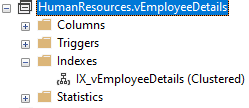 HumanResources.vEmployeeDetails
Columns
Triggers
Indexes
IX_vEmployeeDetails (Clustered)
Statistics